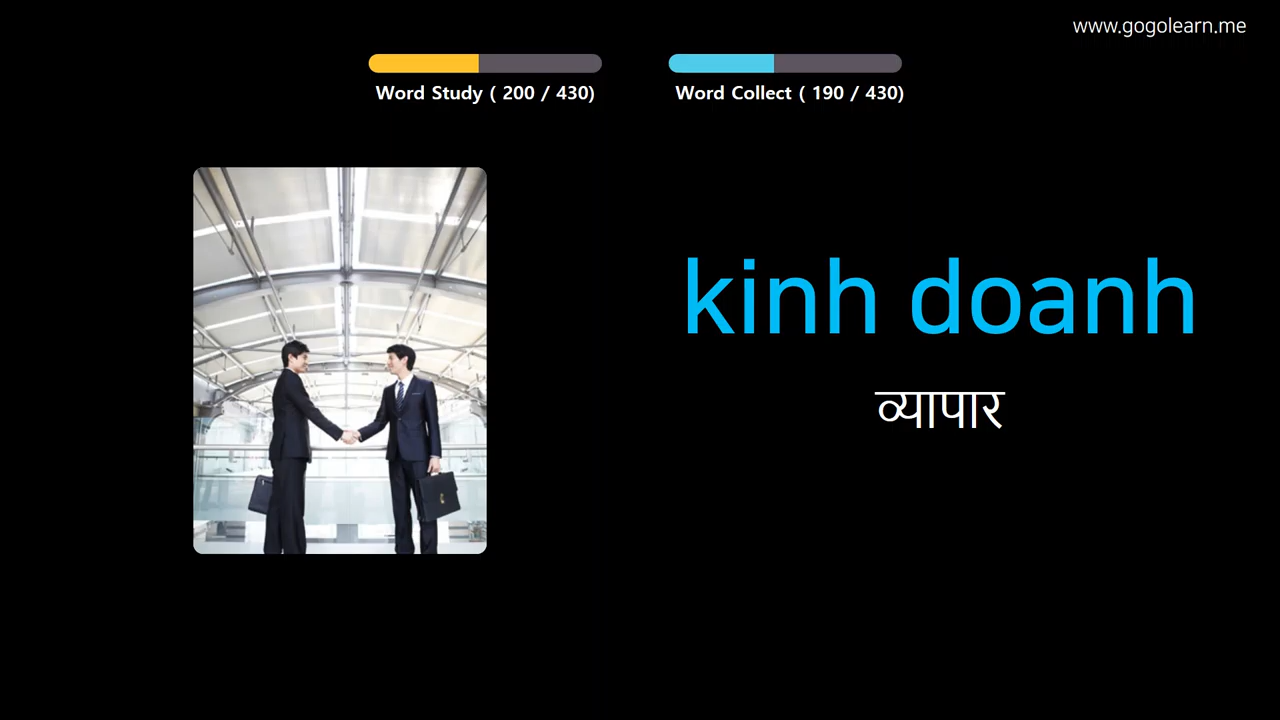 www.gogolearn.me
Word Study ( 200 / 430)
Word Collect ( 190 / 430)
kinh doanh
व्यापार